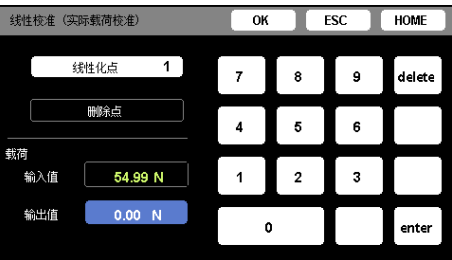 线性校准（实际载荷校准） OK ESC HOME
线性化点 1
删除点
载荷
输入值 54.99 N
输出值 0.00 N
7 8 9 delete
4 5 6
1 2 3
0 enter